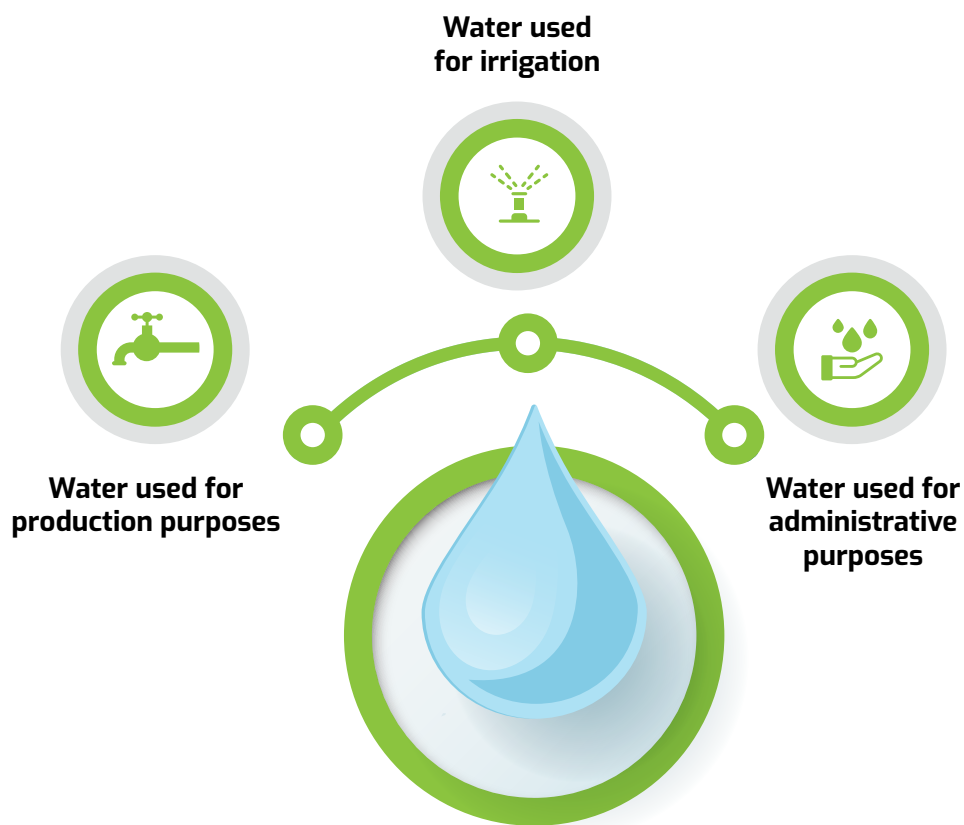 Water used
for irrigation
Water used for
production purposes
Water used for
administrative
purposes